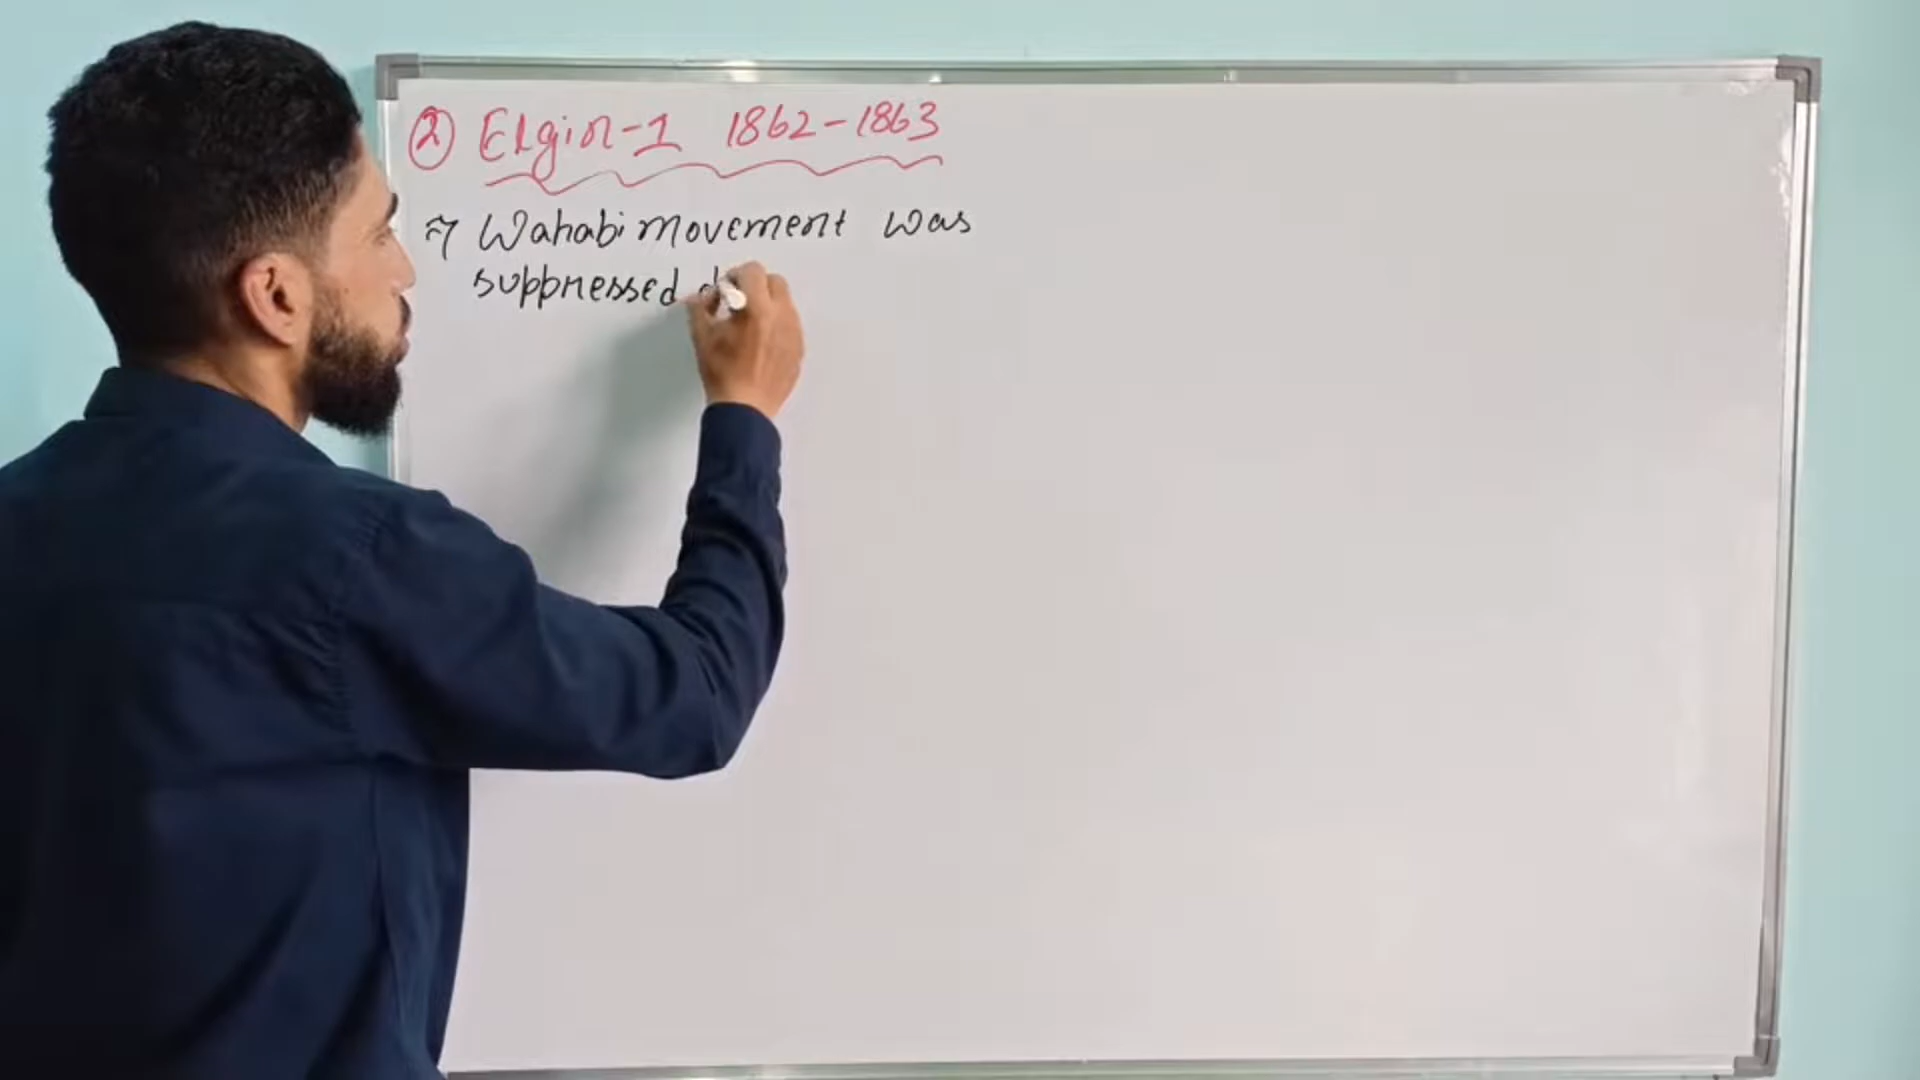 ② Elgin-1 1862-1863
→ Wahabi movement was
suppressed d